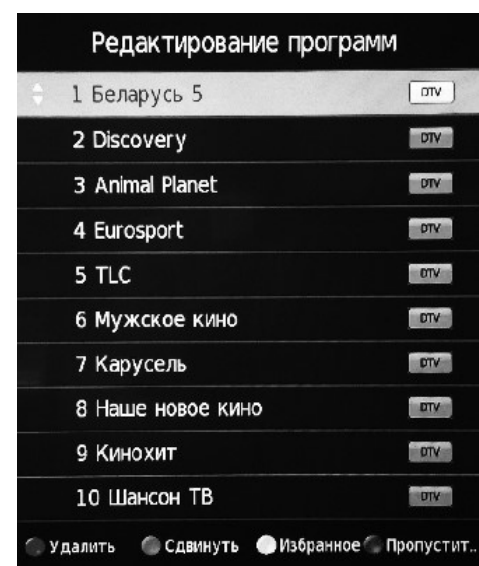 Редактирование программ
1 Беларусь 5 DTV
2 Discovery DTV
3 Animal Planet DTV
4 Eurosport DTV
5 TLC DTV
6 Мужское кино DTV
7 Карусель DTV
8 Наше новое кино DTV
9 Кинохит DTV
10 Шансон ТВ DTV
Удалить Сдвинуть Избранное Пропустит..